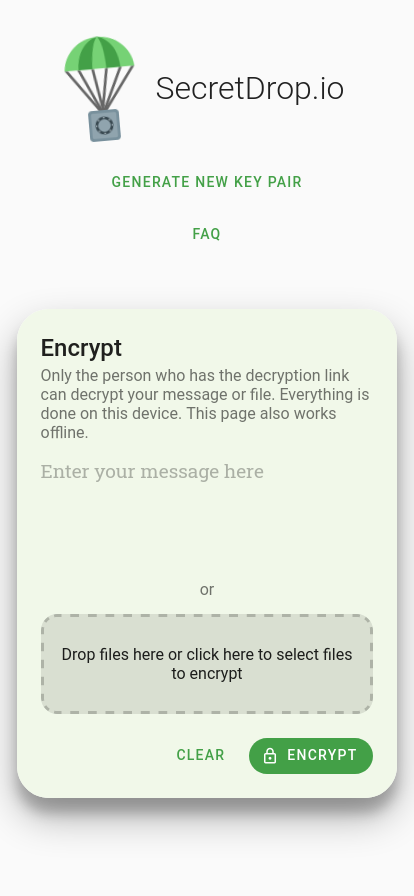 SecretDrop.io
GENERATE NEW KEY PAIR
FAQ
Encrypt
Only the person who has the decryption link
can decrypt your message or file. Everything is
done on this device. This page also works
offline.
Enter your message here
or
Drop files here or click here to select files
to encrypt
CLEAR
ENCRYPT